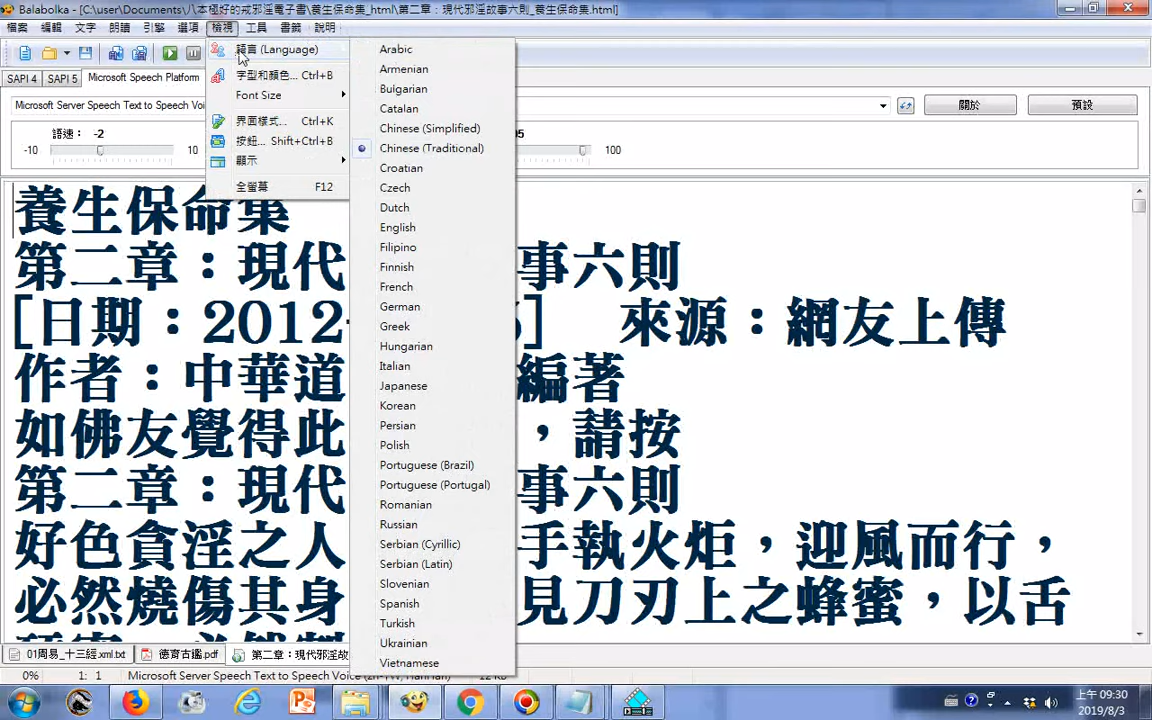 Balabolka - [C:\user\Documents\八本極好的戒邪淫電子書\養生保命集_html\第二章：現代邪淫故事六則_養生保命集.html]
檔案 編輯 文字 朗讀 引擎 選項 檢視 工具 書籤 說明
SAPI 4 SAPI 5 Microsoft Speech Platform
Microsoft Server Speech Text to Speech Voi
關於 預設
語速： -2
05
-10 10 100
語言 (Language)
字型和顏色... Ctrl+B
Font Size
界面樣式... Ctrl+K
按鈕... Shift+Ctrl+B
顯示
全螢幕 F12
Arabic
Armenian
Bulgarian
Catalan
Chinese (Simplified)
Chinese (Traditional)
Croatian
Czech
Dutch
English
Filipino
Finnish
French
German
Greek
Hungarian
Italian
Japanese
Korean
Persian
Polish
Portuguese (Brazil)
Portuguese (Portugal)
Romanian
Russian
Serbian (Cyrillic)
Serbian (Latin)
Slovenian
Spanish
Turkish
Ukrainian
Vietnamese
養生保命集
第二章：現代 事六則
[日期：2012- ] 來源：網友上傳
作者：中華道 編著
如佛友覺得此 ，請按
第二章：現代 事六則
好色貪淫之人 手執火炬，迎風而行，
必然燒傷其身 見刀刃上之蜂蜜，以舌
01周易_十三經.xml.txt 德育古鑑.pdf 第二章：現代邪淫故
0% 1: 1 Microsoft Server Speech Text to Speech Voice (zh-TW, HanHan) 12 KB
上午 09:30
2019/8/3